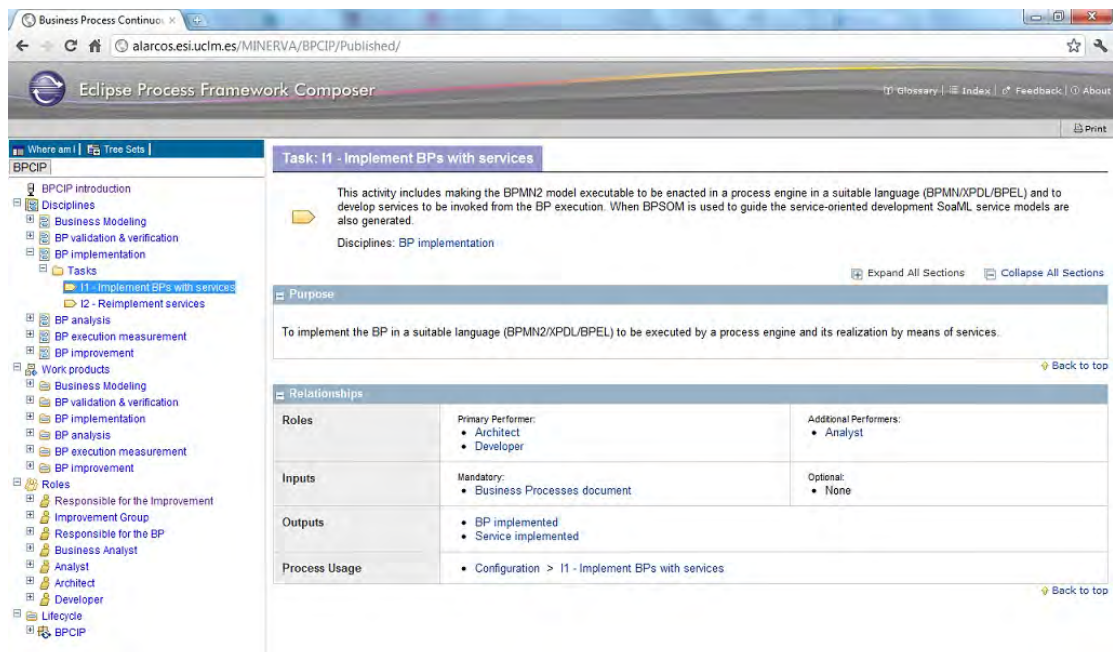 Business Process Continuou
alarcos.esi.uclm.es/MINERVA/BPCIP/Published/
Eclipse Process Framework Composer
Glossary | Index | Feedback | About
Print
Where am I | Tree Sets |
BPCIP
BPCIP introduction
Disciplines
Business Modeling
BP validation & verification
BP implementation
Tasks
I1 - Implement BPs with services
I2 - Reimplement services
BP analysis
BP execution measurement
BP improvement
Work products
Business Modeling
BP validation & verification
BP implementation
BP analysis
BP execution measurement
BP improvement
Roles
Responsible for the Improvement
Improvement Group
Responsible for the BP
Business Analyst
Analyst
Architect
Developer
Lifecycle
BPCIP
Task: I1 - Implement BPs with services
This activity includes making the BPMN2 model executable to be enacted in a process engine in a suitable language (BPMN/XPDL/BPEL) and to
develop services to be invoked from the BP execution. When BPSOM is used to guide the service-oriented development SoaML service models are
also generated.
Disciplines: BP implementation
Expand All Sections Collapse All Sections
Purpose
To implement the BP in a suitable language (BPMN2/XPDL/BPEL) to be executed by a process engine and its realization by means of services.
Back to top
Relationships
Roles
Primary Performer:
• Architect
• Developer
Additional Performers:
• Analyst
Inputs
Mandatory:
• Business Processes document
Optional:
• None
Outputs
• BP implemented
• Service implemented
Process Usage
• Configuration > I1 - Implement BPs with services
Back to top